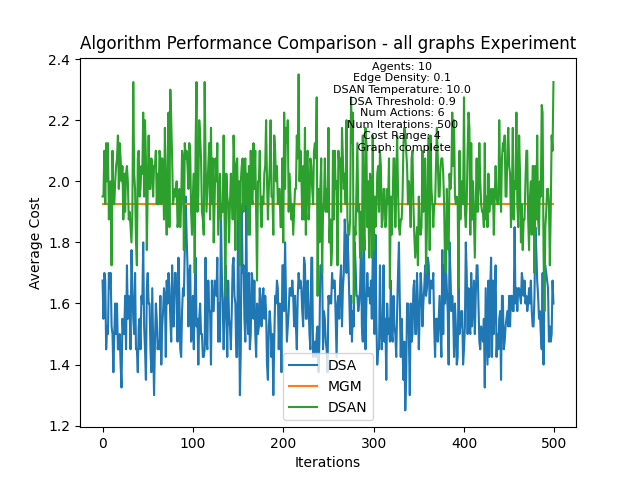 Algorithm Performance Comparison - all graphs Experiment
Agents: 10
Edge Density: 0.1
DSAN Temperature: 10.0
DSA Threshold: 0.9
Num Actions: 6
Num Iterations: 500
Cost Range: 4
Graph: complete
2.4
2.2
2.0
1.8
1.6
1.4
1.2
Average Cost
DSA
MGM
DSAN
0
100
200
300
400
500
Iterations